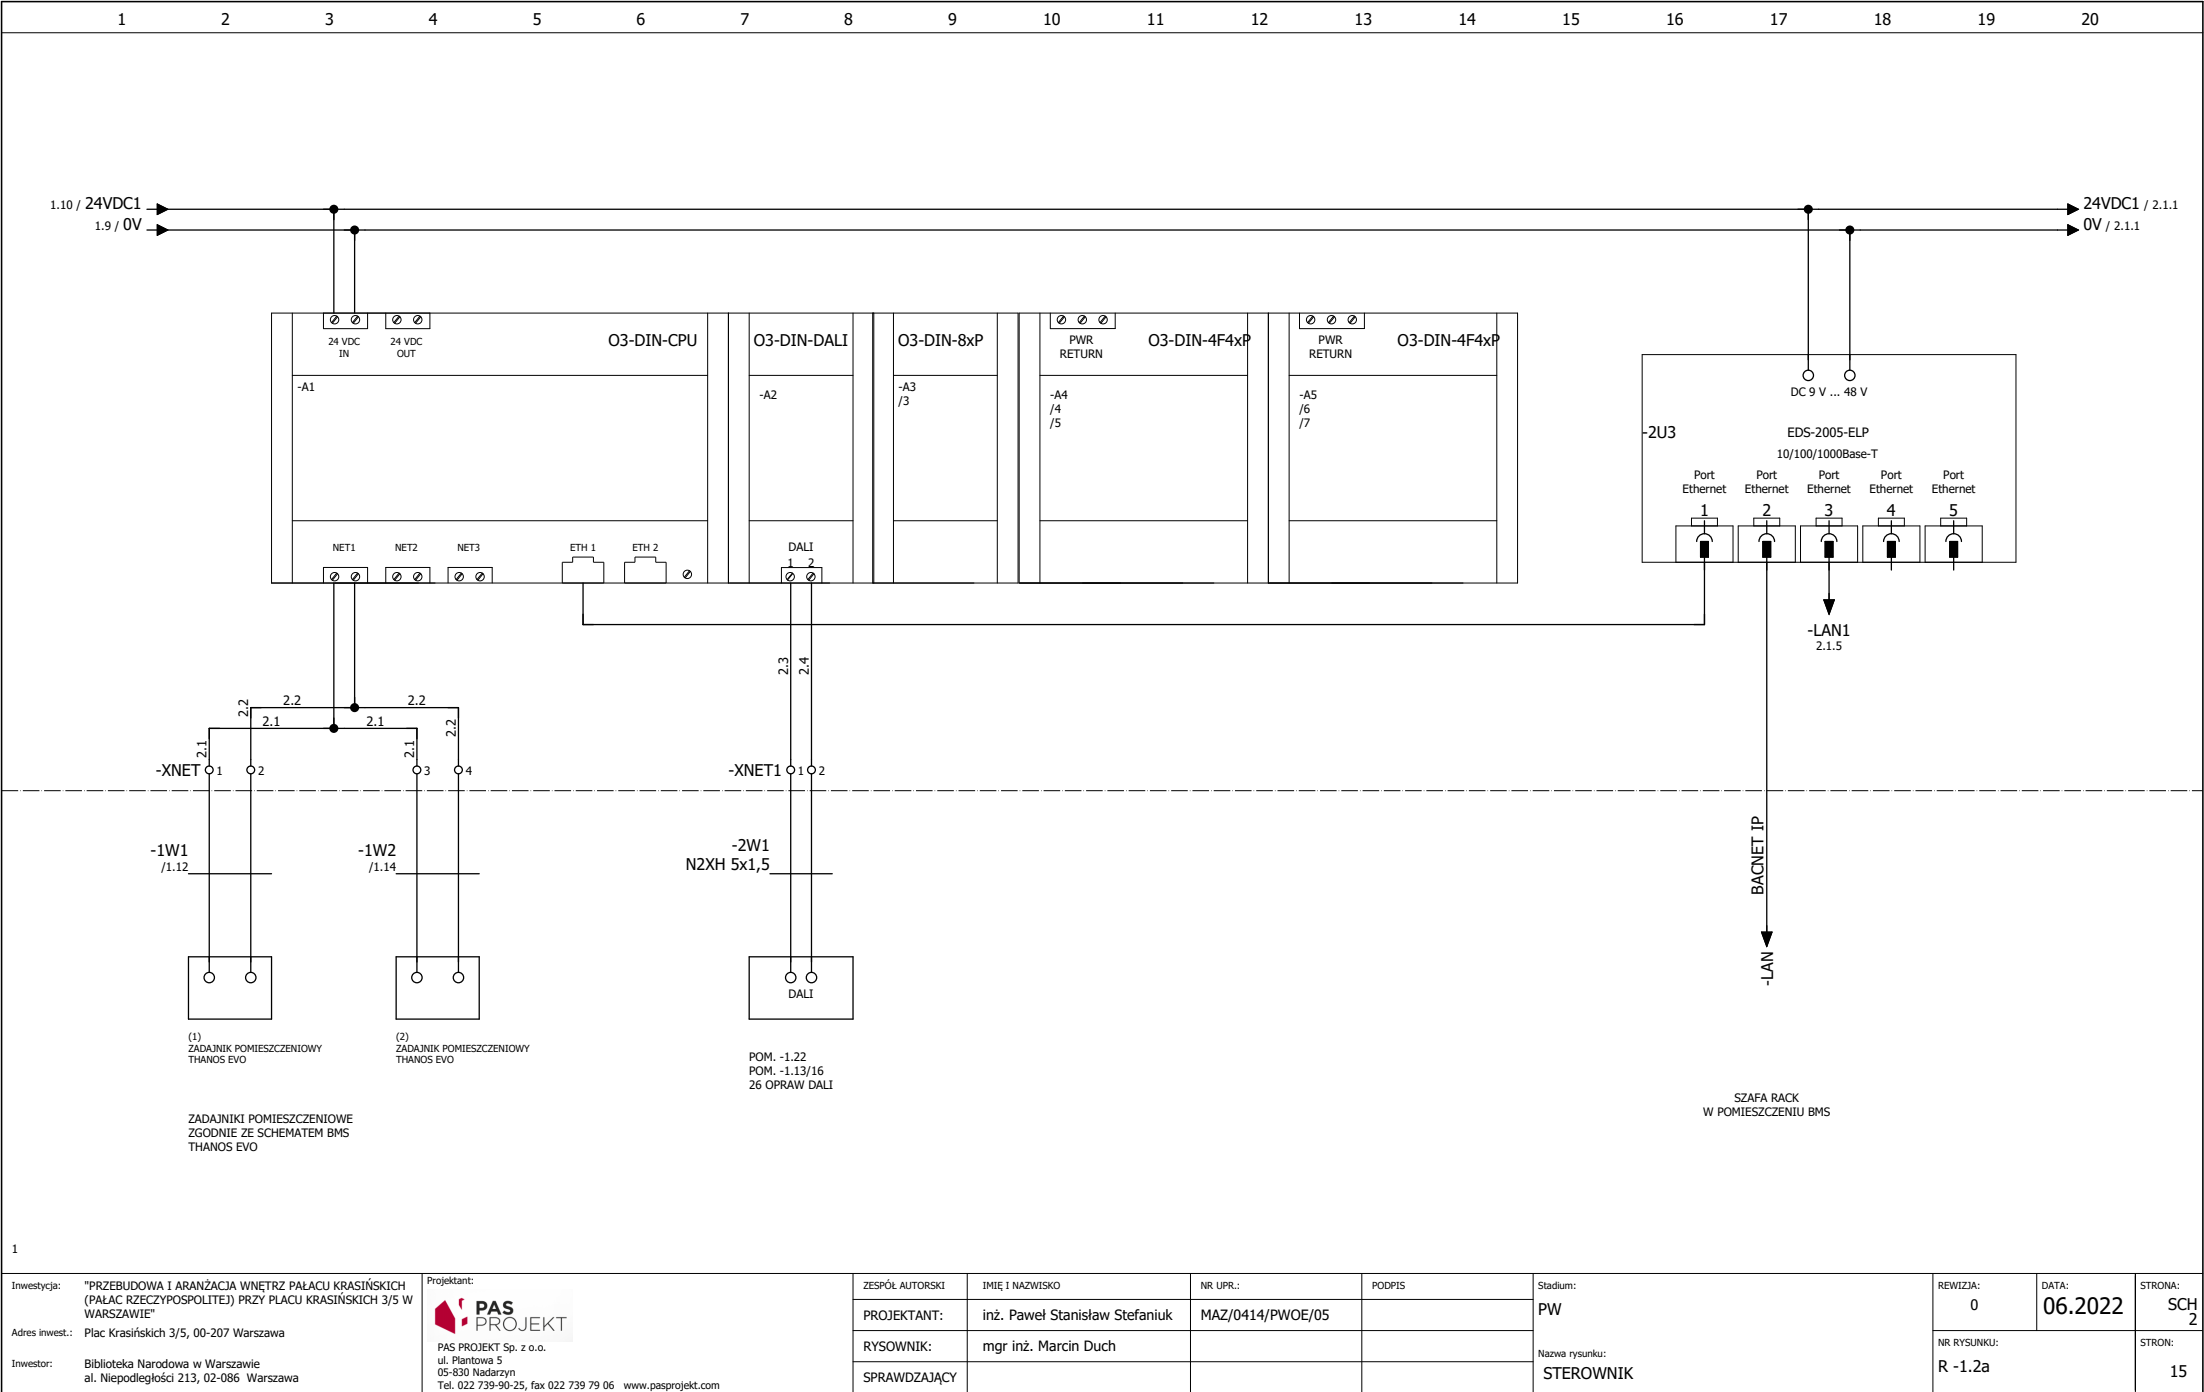 1 2 3 4 5 6 7 8 9 10 11 12 13 14 15 16 17 18 19 20
1.10 / 24VDC1
1.9 / 0V
24VDC1 / 2.1.1
0V / 2.1.1
24 VDC
IN
24 VDC
OUT
O3-DIN-CPU
-A1
NET1
NET2
NET3
ETH 1
ETH 2
O3-DIN-DALI
-A2
DALI
1 2
O3-DIN-8xP
-A3
/3
PWR
RETURN
O3-DIN-4F4xP
-A4
/4
/5
PWR
RETURN
O3-DIN-4F4xP
-A5
/6
/7
DC 9 V ... 48 V
-2U3
EDS-2005-ELP
10/100/1000Base-T
Port
Ethernet
1
Port
Ethernet
2
Port
Ethernet
3
Port
Ethernet
4
Port
Ethernet
5
-LAN1
2.1.5
2.3
2.4
2.2
2.2
2.2
2.2
2.1
2.1
2.1
2.1
-XNET 1 2 3 4
-XNET1 1 2
-1W1
/1.12
-1W2
/1.14
-2W1
N2XH 5x1,5
BACNET IP
-LAN
(1)
ZADAJNIK POMIESZCZENIOWY
THANOS EVO
(2)
ZADAJNIK POMIESZCZENIOWY
THANOS EVO
DALI
POM. -1.22
POM. -1.13/16
26 OPRAW DALI
ZADAJNIKI POMIESZCZENIOWE
ZGODNIE ZE SCHEMATEM BMS
THANOS EVO
SZAFA RACK
W POMIESZCZENIU BMS
1
Inwestycja: "PRZEBUDOWA I ARANŻACJA WNĘTRZ PAŁACU KRASIŃSKICH
(PAŁAC RZECZYPOSPOLITEJ) PRZY PLACU KRASIŃSKICH 3/5 W
WARSZAWIE"
Adres inwest.: Plac Krasińskich 3/5, 00-207 Warszawa
Inwestor: Biblioteka Narodowa w Warszawie
al. Niepodległości 213, 02-086 Warszawa
Projektant:
PAS
PROJEKT
PAS PROJEKT Sp. z o.o.
ul. Plantowa 5
05-830 Nadarzyn
Tel. 022 739-90-25, fax 022 739 79 06 www.pasprojekt.com
ZESPÓŁ AUTORSKI IMIĘ I NAZWISKO NR UPR.: PODPIS
PROJEKTANT: inż. Paweł Stanisław Stefaniuk MAZ/0414/PWOE/05
RYSOWNIK: mgr inż. Marcin Duch
SPRAWDZAJĄCY
Stadium:
PW
Nazwa rysunku:
STEROWNIK
REWIZJA:
0
DATA:
06.2022
STRONA:
SCH
2
NR RYSUNKU:
R -1.2a
STRON:
15